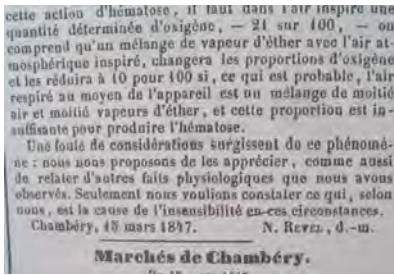 cette action d'hématose, il faut dans l'air inspiré une
quantité déterminée d'oxigène, — 21 sur 100, — on
comprend qu'un mélange de vapeur d'éther avec l'air at-
mosphérique inspiré, changera les proportions d'oxigène
et les réduira à 10 pour 100 si, ce qui est probable, l'air
respiré au moyen de l'appareil est un mélange de moitié
air et moitié vapeurs d'éther, et cette proportion est in-
suffisante pour produire l'hématose.
Une foule de considérations surgissent de ce phénomè-
ne : nous nous proposons de les apprécier, comme aussi
de relater d'autres faits physiologiques que nous avons
observés. Seulement nous voulions constater ce qui, selon
nous, est la cause de l'insensibilité en ces circonstances.
Chambéry, 15 mars 1847. N. REVEL, d.-m.
Marchés de Chambéry.